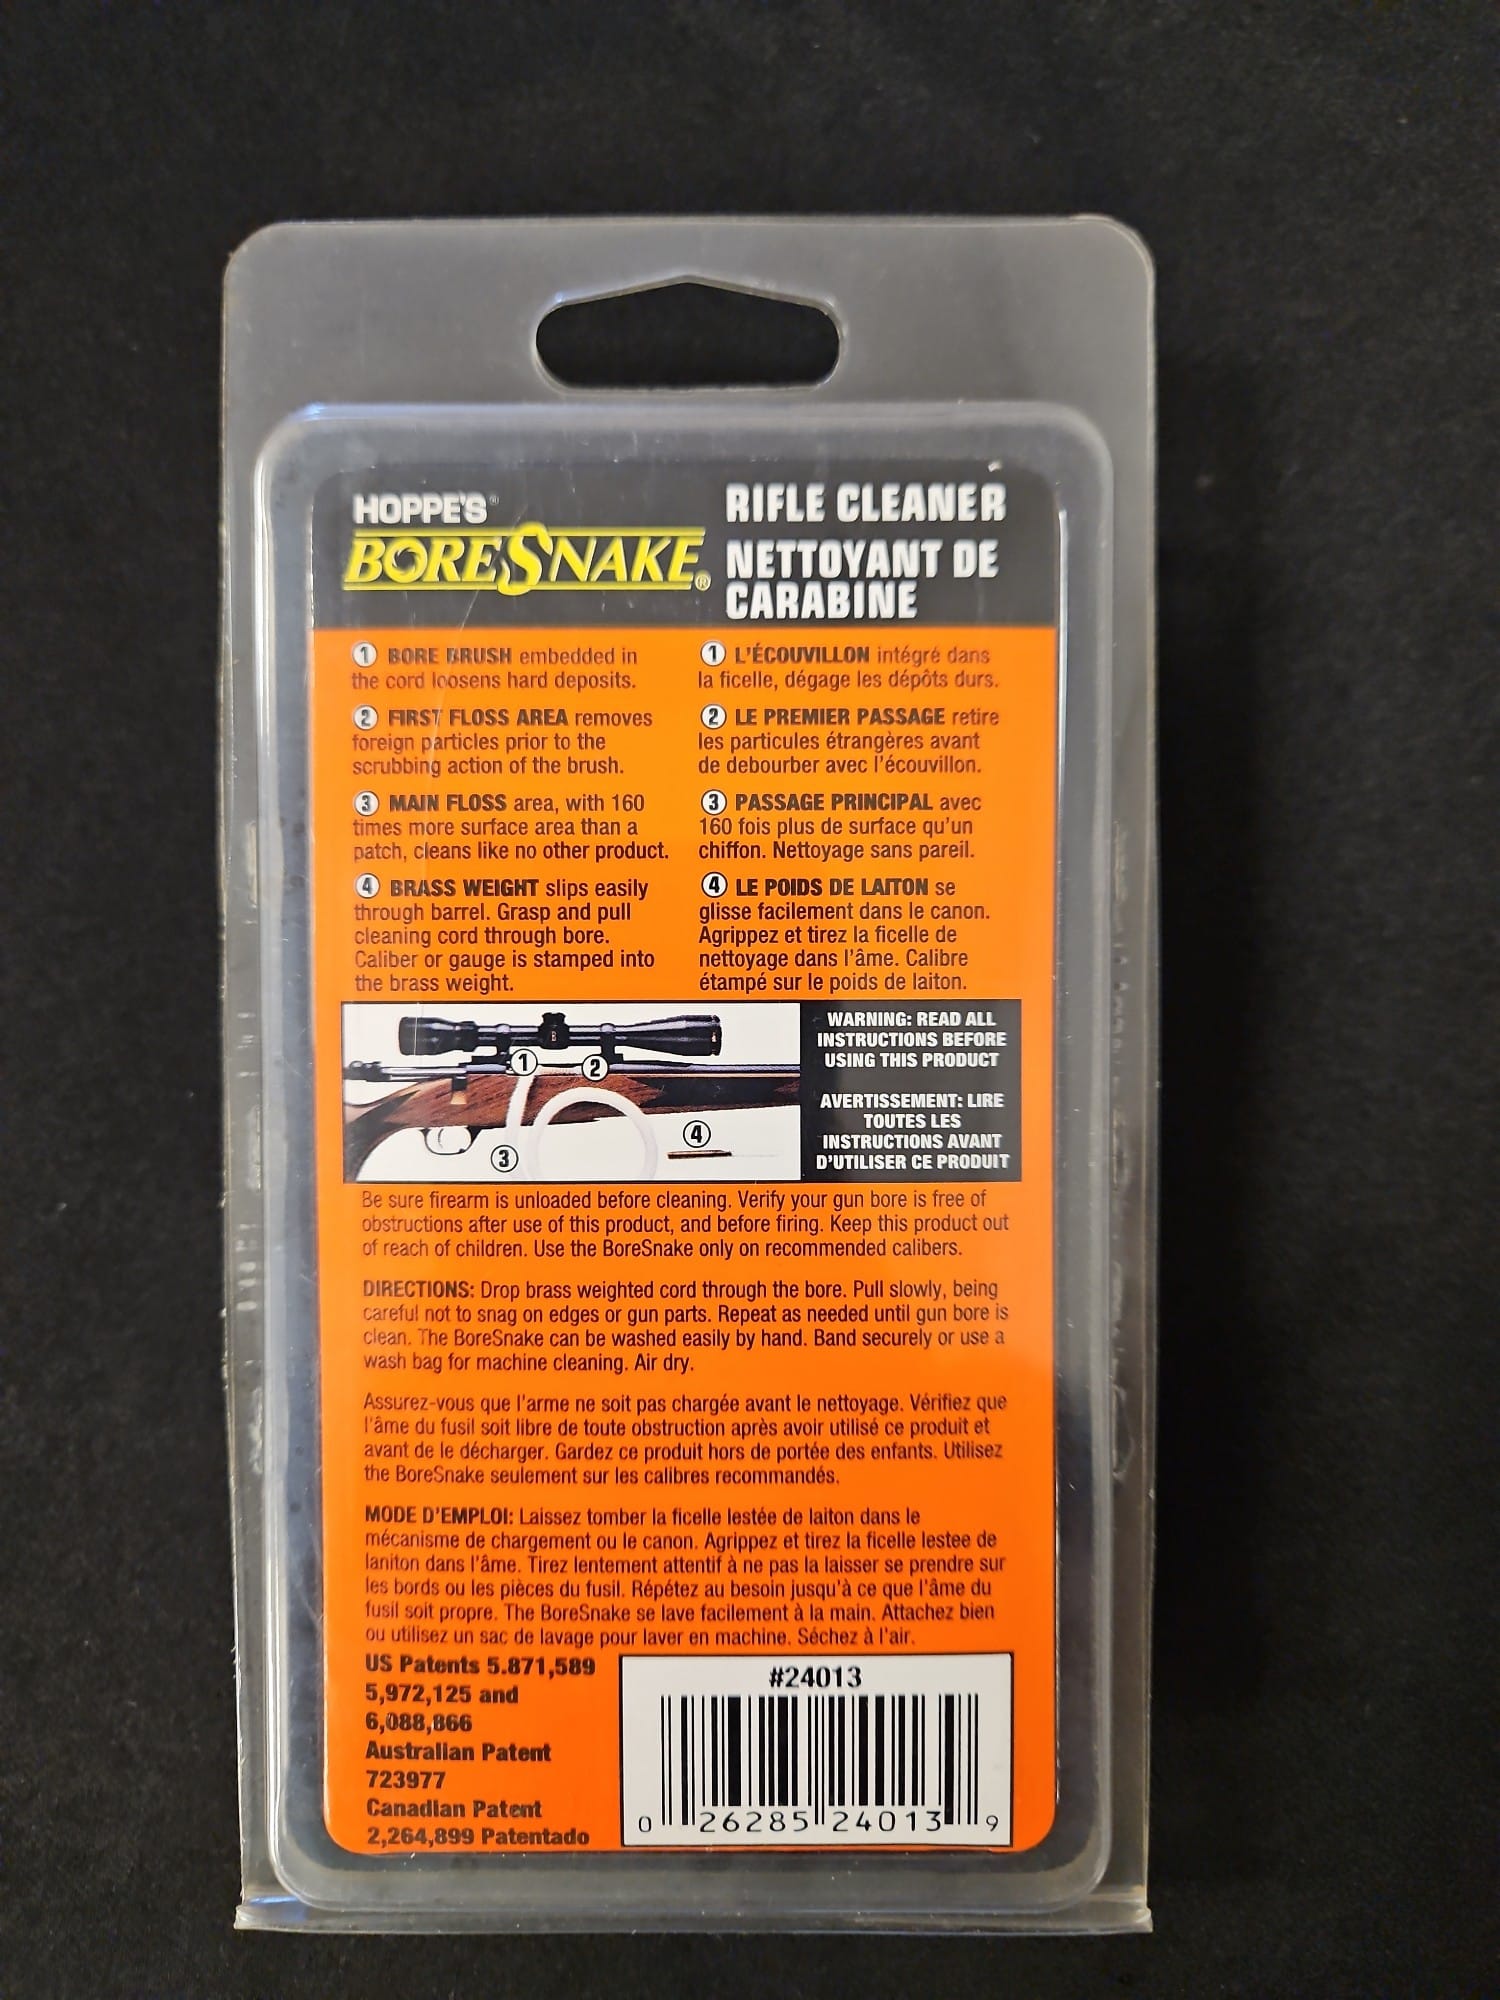 HOPPE'S®
BORESNAKE®
RIFLE CLEANER
NETTOYANT DE
CARABINE
1 BORE BRUSH embedded in
the cord loosens hard deposits.
2 FIRST FLOSS AREA removes
foreign particles prior to the
scrubbing action of the brush.
3 MAIN FLOSS area, with 160
times more surface area than a
patch, cleans like no other product.
4 BRASS WEIGHT slips easily
through barrel. Grasp and pull
cleaning cord through bore.
Caliber or gauge is stamped into
the brass weight.
1 L'ÉCOUVILLON intégré dans
la ficelle, dégage les dépôts durs.
2 LE PREMIER PASSAGE retire
les particules étrangères avant
de debourber avec l'écouvillon.
3 PASSAGE PRINCIPAL avec
160 fois plus de surface qu'un
chiffon. Nettoyage sans pareil.
4 LE POIDS DE LAITON se
glisse facilement dans le canon.
Agrippez et tirez la ficelle de
nettoyage dans l'âme. Calibre
étampé sur le poids de laiton.
1
2
3
4
WARNING: READ ALL
INSTRUCTIONS BEFORE
USING THIS PRODUCT
AVERTISSEMENT: LIRE
TOUTES LES
INSTRUCTIONS AVANT
D'UTILISER CE PRODUIT
Be sure firearm is unloaded before cleaning. Verify your gun bore is free of
obstructions after use of this product, and before firing. Keep this product out
of reach of children. Use the BoreSnake only on recommended calibers.
DIRECTIONS: Drop brass weighted cord through the bore. Pull slowly, being
careful not to snag on edges or gun parts. Repeat as needed until gun bore is
clean. The BoreSnake can be washed easily by hand. Band securely or use a
wash bag for machine cleaning. Air dry.
Assurez-vous que l'arme ne soit pas chargée avant le nettoyage. Vérifiez que
l'âme du fusil soit libre de toute obstruction après avoir utilisé ce produit et
avant de le décharger. Gardez ce produit hors de portée des enfants. Utilisez
the BoreSnake seulement sur les calibres recommandés.
MODE D'EMPLOI: Laissez tomber la ficelle lestée de laiton dans le
mécanisme de chargement ou le canon. Agrippez et tirez la ficelle lestee de
laniton dans l'âme. Tirez lentement attentif à ne pas la laisser se prendre sur
les bords ou les pièces du fusil. Répétez au besoin jusqu'à ce que l'âme du
fusil soit propre. The BoreSnake se lave facilement à la main. Attachez bien
ou utilisez un sac de lavage pour laver en machine. Séchez à l'air.
US Patents 5.871,589
5,972,125 and
6,088,866
Australian Patent
723977
Canadian Patent
2,264,899 Patentado
#24013
0 26285 24013 9